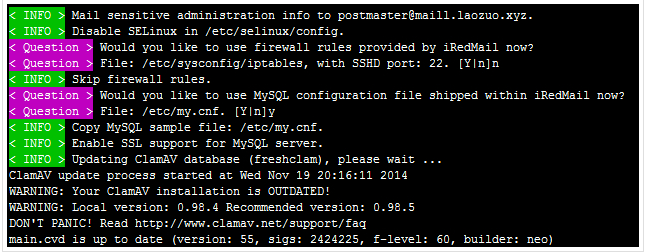 < INFO > Mail sensitive administration info to postmaster@maill.laozuo.xyz.
< INFO > Disable SELinux in /etc/selinux/config.
< Question > Would you like to use firewall rules provided by iRedMail now?
< Question > File: /etc/sysconfig/iptables, with SSHD port: 22. [Y|n]n
< INFO > Skip firewall rules.
< Question > Would you like to use MySQL configuration file shipped within iRedMail now?
< Question > File: /etc/my.cnf. [Y|n]y
< INFO > Copy MySQL sample file: /etc/my.cnf.
< INFO > Enable SSL support for MySQL server.
< INFO > Updating ClamAV database (freshclam), please wait ...
ClamAV update process started at Wed Nov 19 20:16:11 2014
WARNING: Your ClamAV installation is OUTDATED!
WARNING: Local version: 0.98.4 Recommended version: 0.98.5
DON'T PANIC! Read http://www.clamav.net/support/faq
main.cvd is up to date (version: 55, sigs: 2424225, f-level: 60, builder: neo)